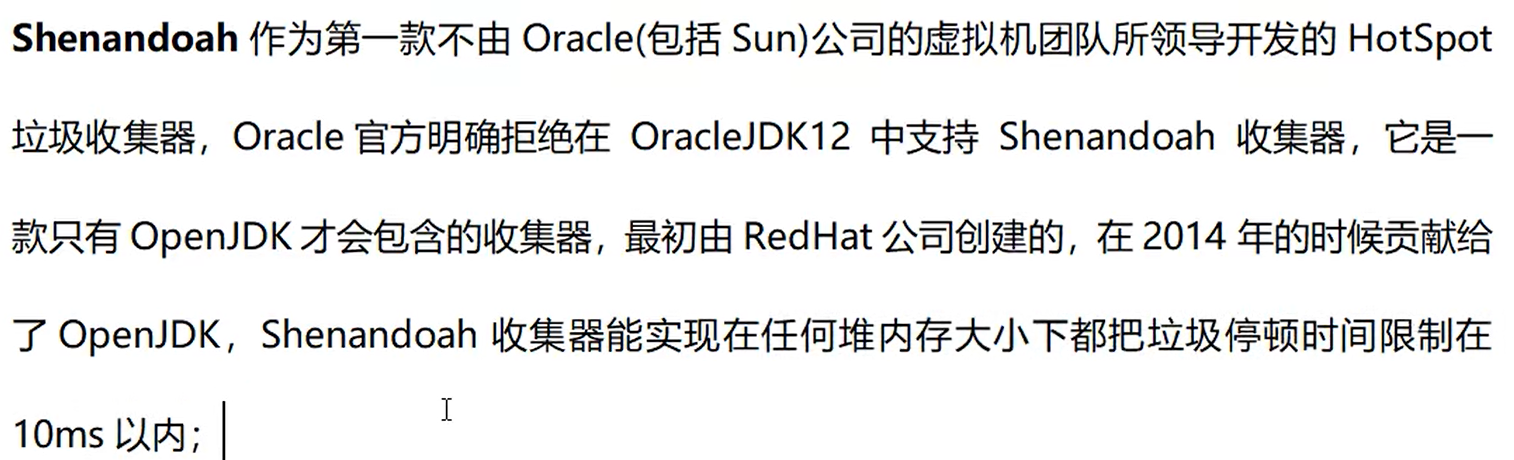 Shenandoah 作为第一款不由 Oracle(包括 Sun)公司的虚拟机团队所领导开发的 HotSpot
垃圾收集器，Oracle 官方明确拒绝在 OracleJDK12 中支持 Shenandoah 收集器，它是一
款只有 OpenJDK 才会包含的收集器，最初由 RedHat 公司创建的，在 2014 年的时候贡献给
了 OpenJDK，Shenandoah 收集器能实现在任何堆内存大小下都把垃圾停顿时间限制在
10ms 以内；